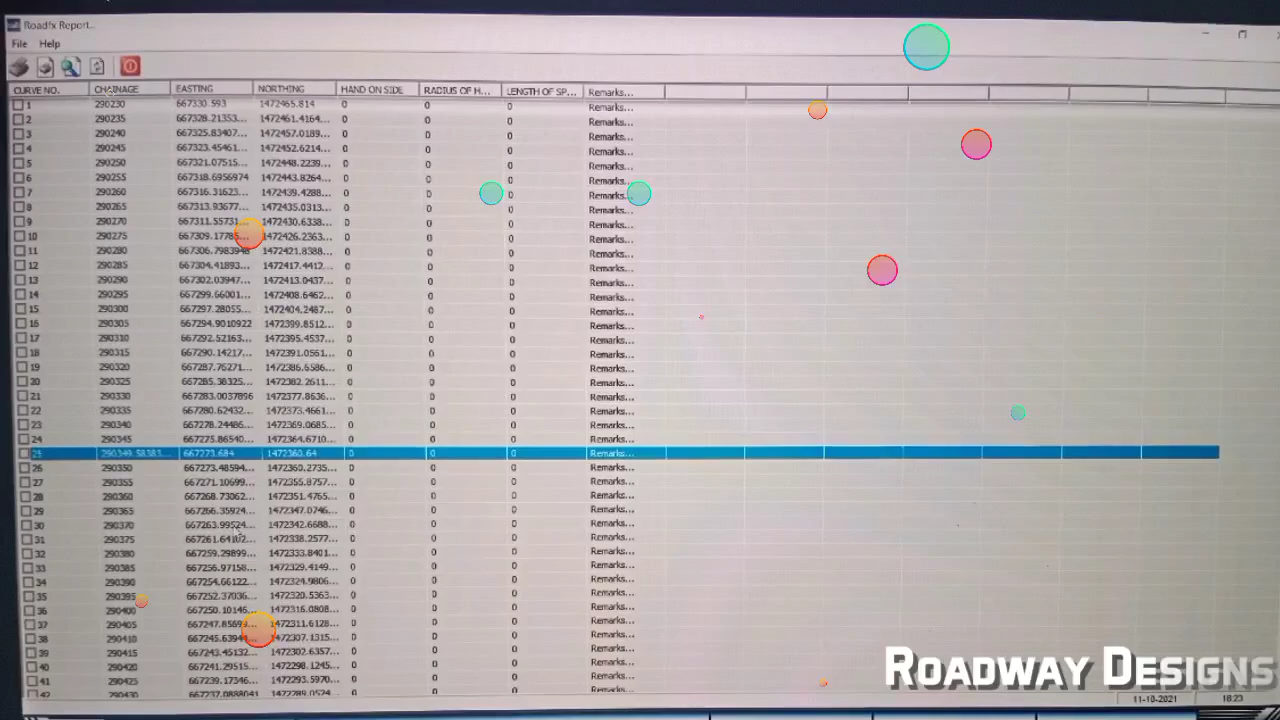 Roadfx Report...
File Help
CURVE NO. CHAINAGE EASTING NORTHING HAND ON SIDE RADIUS OF H... LENGTH OF SP... Remarks...
1 290230 667330.593 1472465.814 0 0 0 Remarks...
2 290235 667328.21353... 1472461.4164... 0 0 0 Remarks...
3 290240 667325.83407... 1472457.0189... 0 0 0 Remarks...
4 290245 667323.45461... 1472452.6214... 0 0 0 Remarks...
5 290250 667321.07515... 1472448.2239... 0 0 0 Remarks...
6 290255 667318.6956974 1472443.8264... 0 0 0 Remarks...
7 290260 667316.31623... 1472439.4288... 0 0 0 Remarks...
8 290265 667313.93677... 1472435.0313... 0 0 0 Remarks...
9 290270 667311.55731... 1472430.6338... 0 0 0 Remarks...
10 290275 667309.17785... 1472426.2363... 0 0 0 Remarks...
11 290280 667306.7983948 1472421.8388... 0 0 0 Remarks...
12 290285 667304.41893... 1472417.4412... 0 0 0 Remarks...
13 290290 667302.03947... 1472413.0437... 0 0 0 Remarks...
14 290295 667299.66001... 1472408.6462... 0 0 0 Remarks...
15 290300 667297.28055... 1472404.2487... 0 0 0 Remarks...
16 290305 667294.9010922 1472399.8512... 0 0 0 Remarks...
17 290310 667292.52163... 1472395.4537... 0 0 0 Remarks...
18 290315 667290.14217... 1472391.0561... 0 0 0 Remarks...
19 290320 667287.76271... 1472386.6586... 0 0 0 Remarks...
20 290325 667285.38325... 1472382.2611... 0 0 0 Remarks...
21 290330 667283.0037896 1472377.8636... 0 0 0 Remarks...
22 290335 667280.62432... 1472373.4661... 0 0 0 Remarks...
23 290340 667278.24486... 1472369.0685... 0 0 0 Remarks...
24 290345 667275.86540... 1472364.6710... 0 0 0 Remarks...
25 290349.58383... 667273.684 1472360.64 0 0 0 Remarks...
26 290350 667273.48594... 1472360.2735... 0 0 0 Remarks...
27 290355 667271.10699... 1472355.8757... 0 0 0 Remarks...
28 290360 667268.73062... 1472351.4765... 0 0 0 Remarks...
29 290365 667266.35924... 1472347.0746... 0 0 0 Remarks...
30 290370 667263.99524... 1472342.6688... 0 0 0 Remarks...
31 290375 1472338.2577... 0 0 0 Remarks...
32 290380 667259.29899... 1472333.8401... 0 0 0 Remarks...
33 290385 667256.97158... 1472329.4149... 0 0 0 Remarks...
34 290390 667254.66122... 1472324.9806... 0 0 0 Remarks...
35 290395 667252.37036... 1472320.5363... 0 0 0 Remarks...
36 290400 667250.10146... 1472316.0808... 0 0 0 Remarks...
37 290405 1472311.6128... 0 0 0 Remarks...
38 290410 1472307.1315... 0 0 0 Remarks...
39 290415 667243.45132... 1472302.6357... 0 0 0 Remarks...
40 290420 667241.29515... 1472298.1245... 0 0 0 Remarks...
41 290425 667239.17346... 1472293.5970... 0 0 0 Remarks...
42 290430 667237.0888041 1472289.0524... 0 0 0 Remarks...
ROADWAY DESIGNS
11-10-2021 18:23